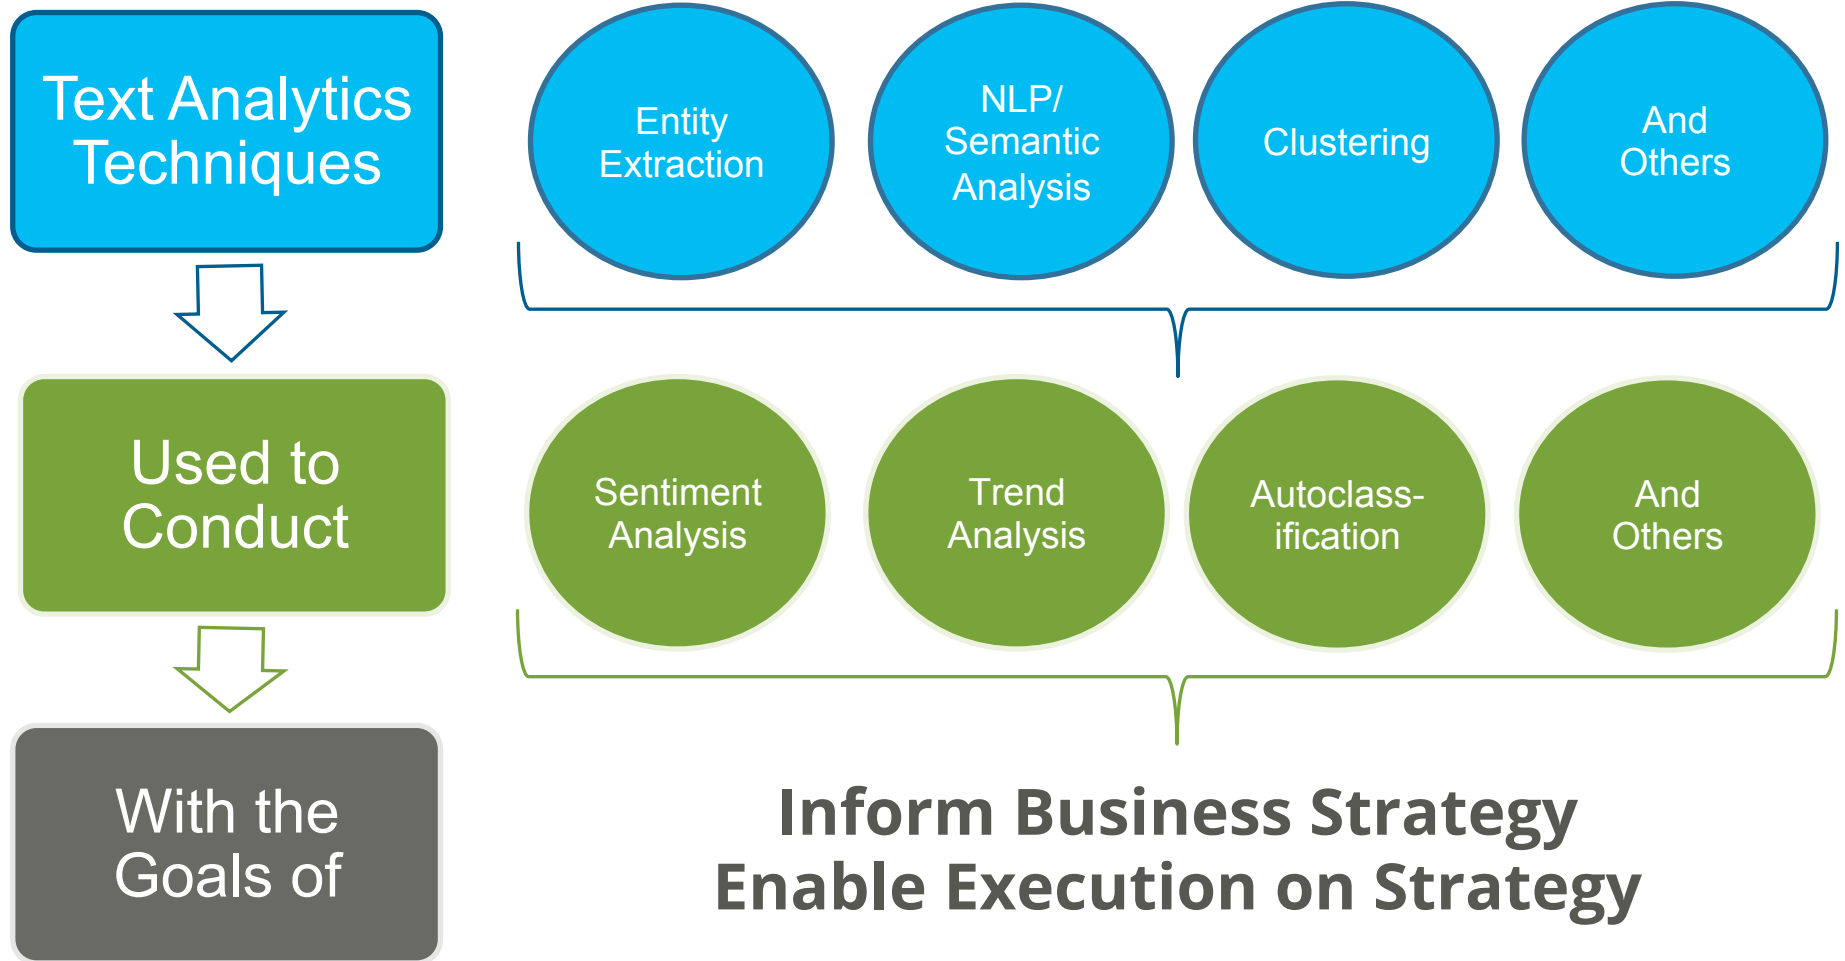 Text Analytics
Techniques
Entity
Extraction
NLP/
Semantic
Analysis
Clustering
And
Others
Used to
Conduct
Sentiment
Analysis
Trend
Analysis
Autoclass-
ification
And
Others
With the
Goals of
Inform Business Strategy
Enable Execution on Strategy